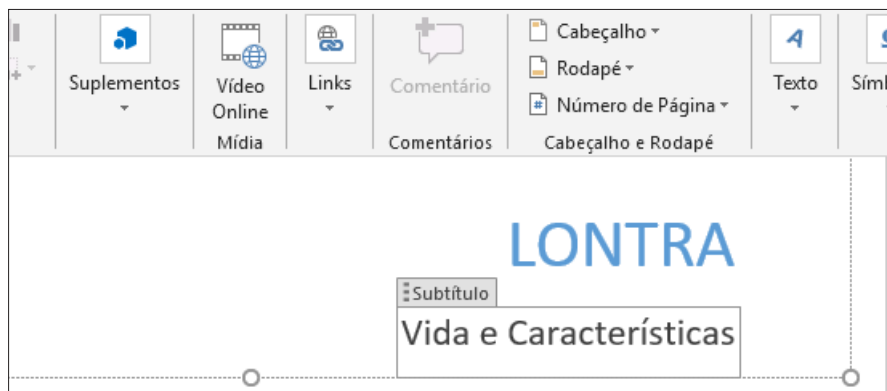 Cabeçalho
Rodapé
Número de Página
Suplementos
Vídeo
Online
Links
Comentário
Texto
Mídia
Comentários
Cabeçalho e Rodapé
LONTRA
Subtítulo
Vida e Características